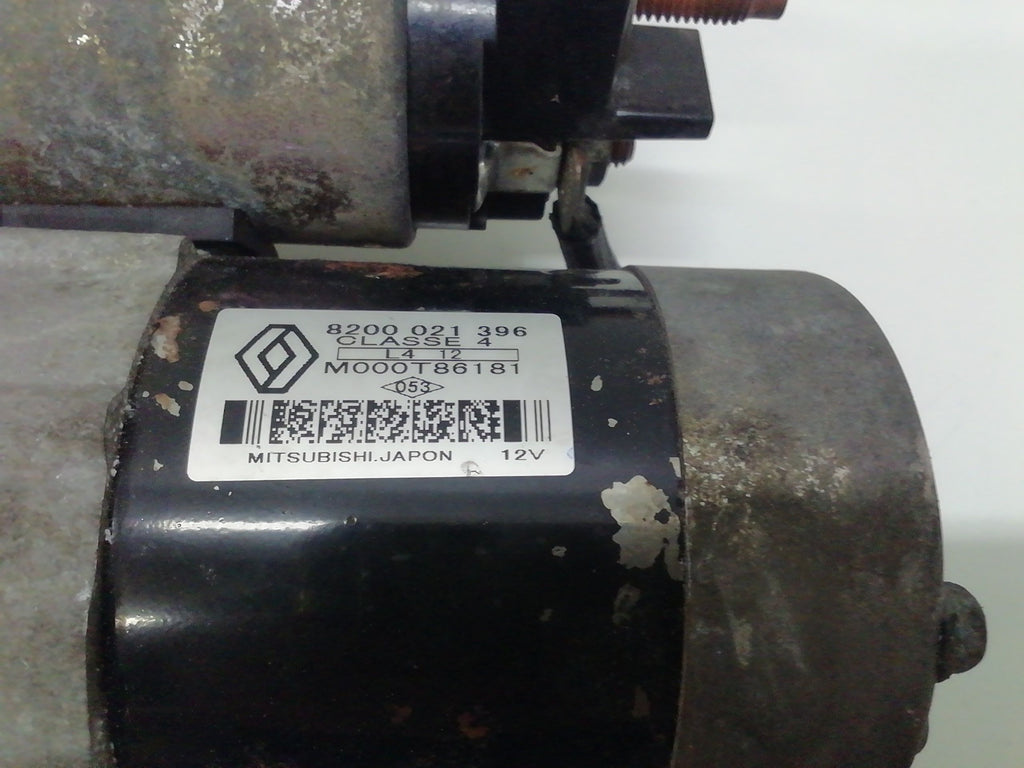 8200 021 396
CLASSE 4
L4 12
M000T86181
053
MITSUBISHI.JAPON 12V